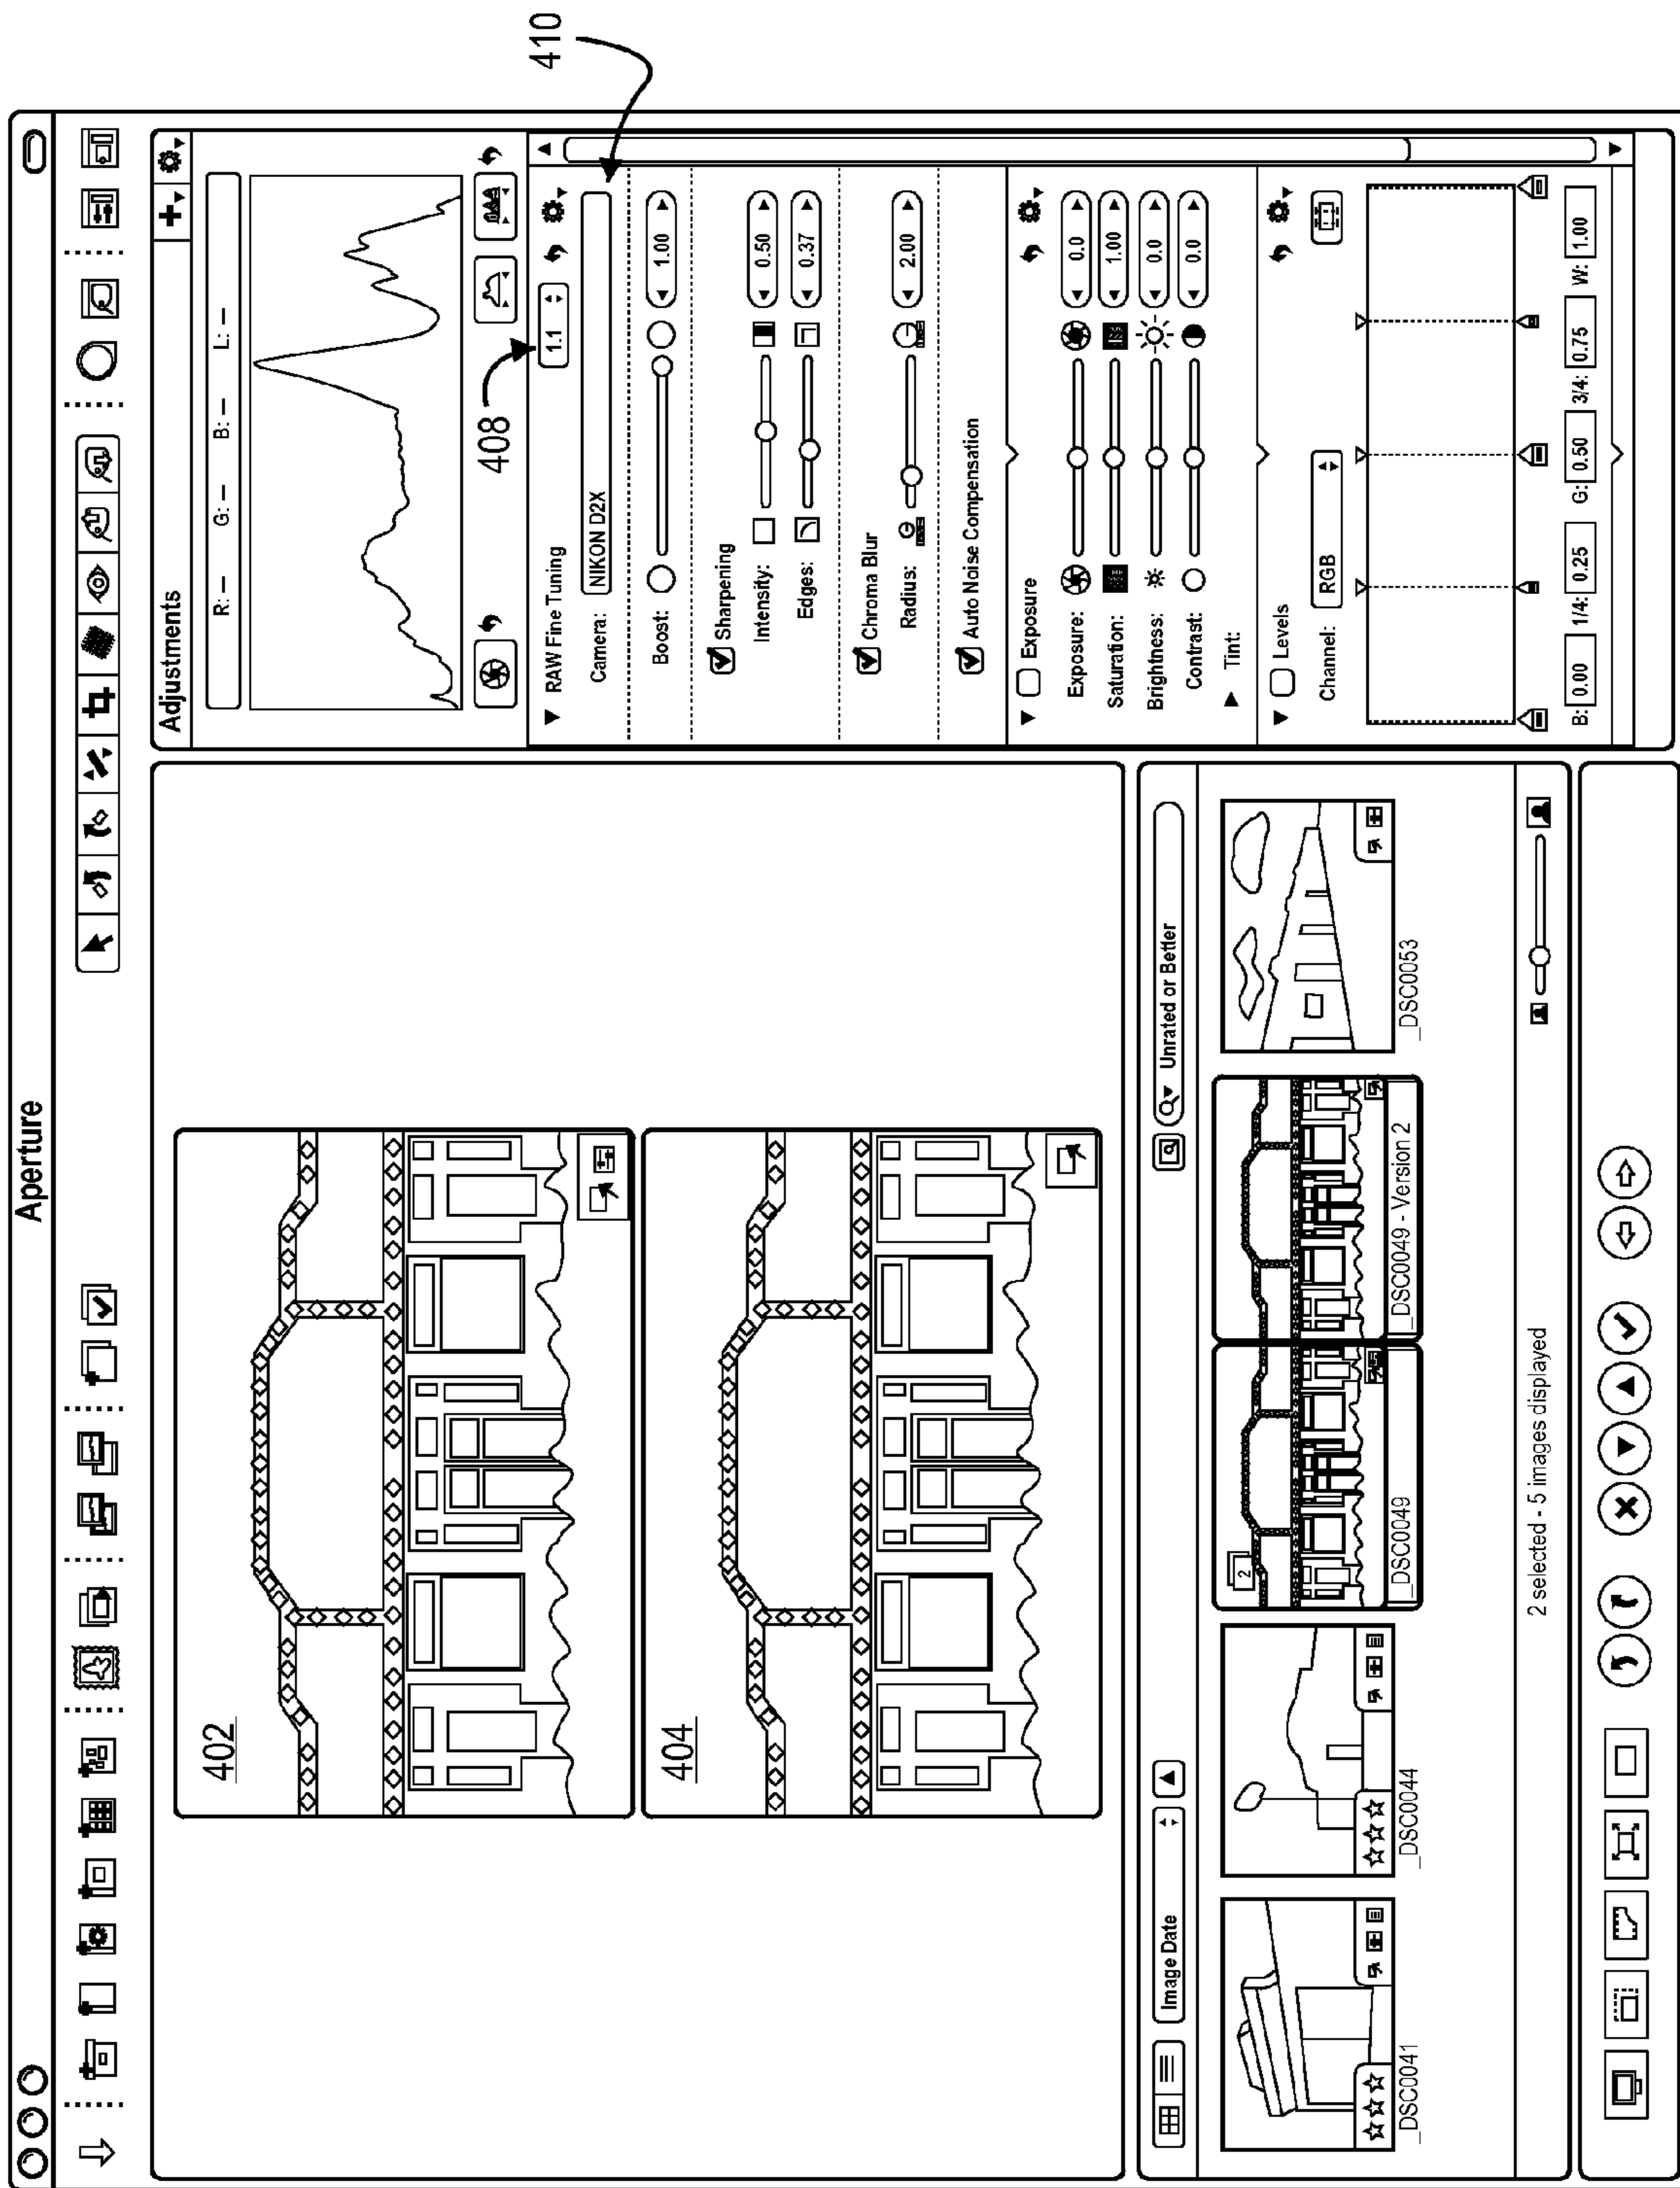 Aperture
402
404
Image Date
Unrated or Better
_DSC0041
_DSC0044
2
_DSC0049
_DSC0049 - Version 2
_DSC0053
2 selected - 5 images displayed
Adjustments
R: — G: — B: — L: —
408
410
RAW Fine Tuning 1.1
Camera: NIKON D2X
Boost: 1.00
Sharpening
Intensity: 0.50
Edges: 0.37
Chroma Blur
Radius: 2.00
Auto Noise Compensation
Exposure
Exposure: 0.0
Saturation: 1.00
Brightness: 0.0
Contrast: 0.0
Tint:
Levels
Channel: RGB
B: 0.00 1/4: 0.25 G: 0.50 3/4: 0.75 W: 1.00